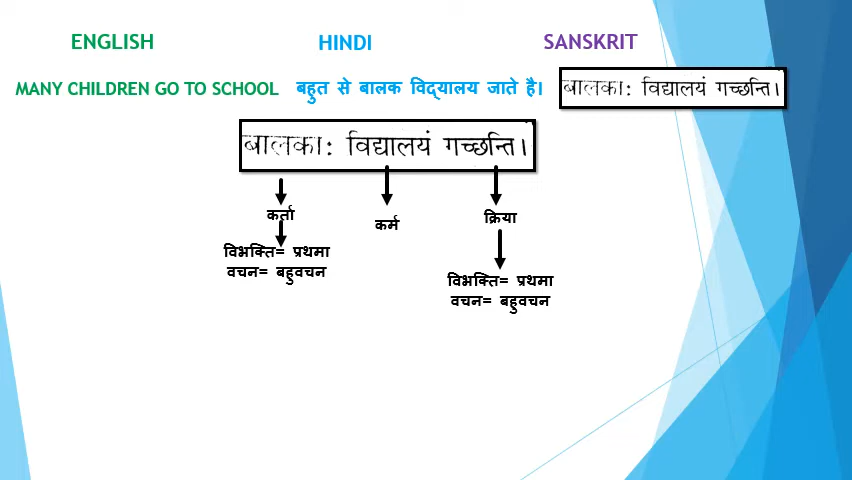 ENGLISH HINDI SANSKRIT
MANY CHILDREN GO TO SCHOOL बहुत से बालक विद्यालय जाते है। बालकाः विद्यालयं गच्छन्ति।
बालकाः विद्यालयं गच्छन्ति।
कर्ता कर्म क्रिया
विभक्ति= प्रथमा
वचन= बहुवचन
विभक्ति= प्रथमा
वचन= बहुवचन